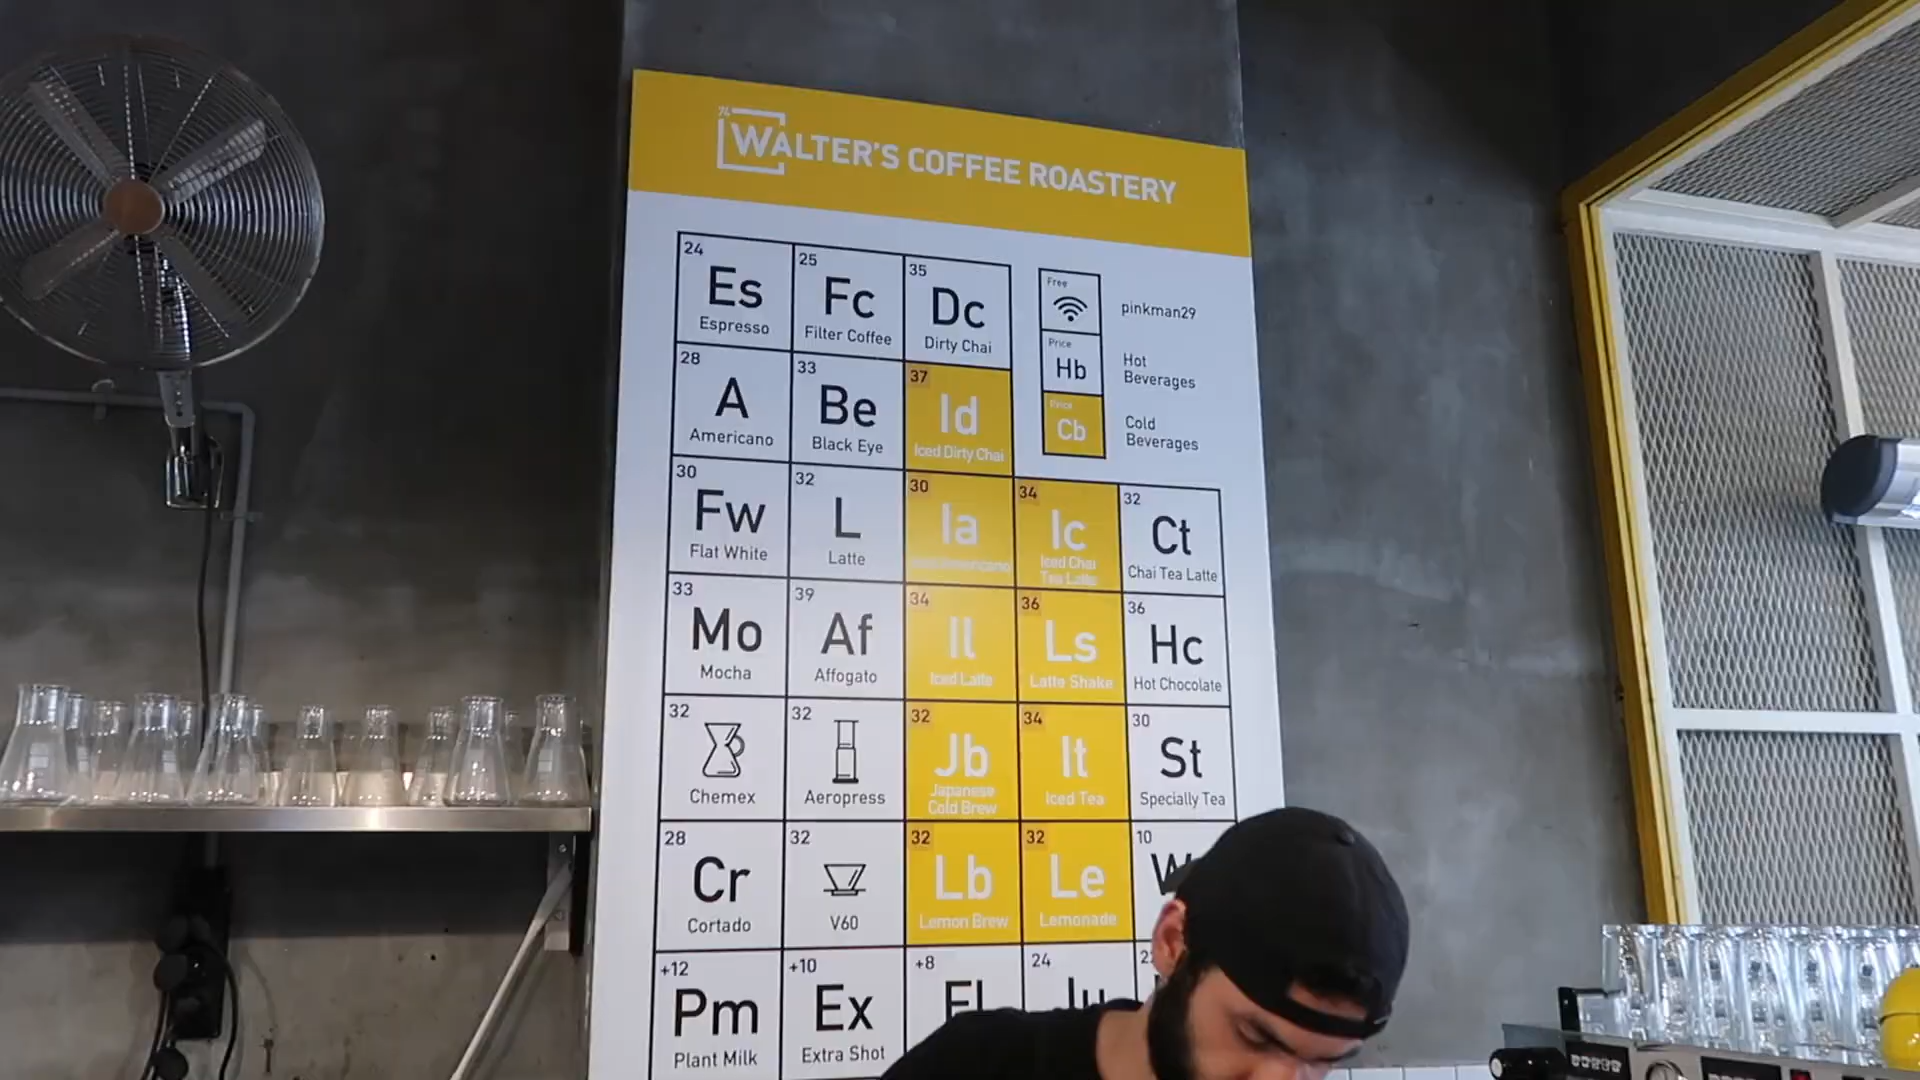 WALTER'S COFFEE ROASTERY
24
Es
Espresso
25
Fc
Filter Coffee
35
Dc
Dirty Chai
Free
pinkman29
Price
Hb
Hot
Beverages
Price
Cb
Cold
Beverages
28
A
Americano
33
Be
Black Eye
37
Id
Iced Dirty Chai
30
Fw
Flat White
32
L
Latte
30
Ia
Iced Americano
34
Ic
Iced Chai
Tea Latte
32
Ct
Chai Tea Latte
33
Mo
Mocha
39
Af
Affogato
34
Il
Iced Latte
36
Ls
Latte Shake
36
Hc
Hot Chocolate
32
Chemex
32
Aeropress
32
Jb
Japanese
Cold Brew
34
It
Iced Tea
30
St
Specially Tea
28
Cr
Cortado
32
V60
32
Lb
Lemon Brew
32
Le
Lemonade
10
+12
Pm
Plant Milk
+10
Ex
Extra Shot
+8
24